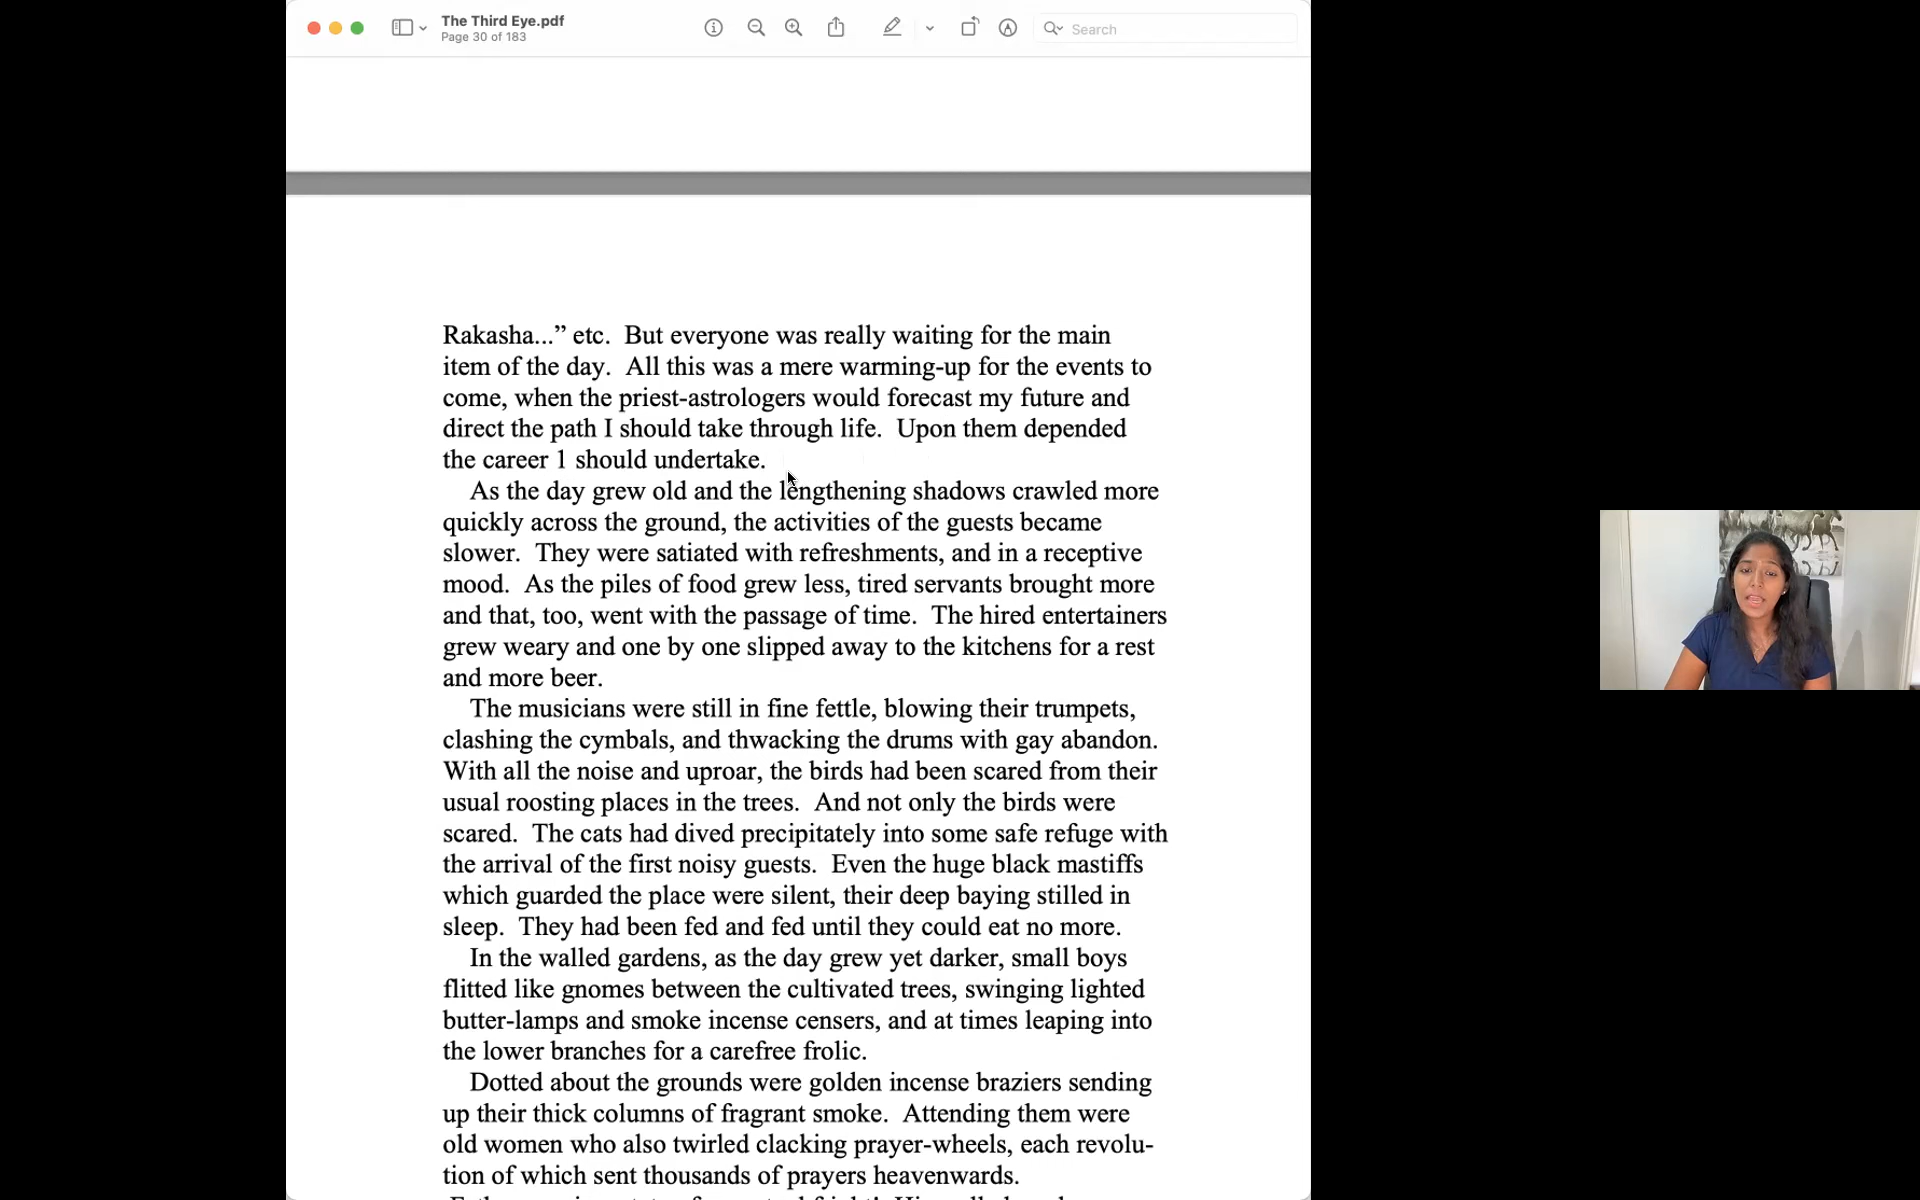 The Third Eye.pdf
Page 30 of 183
Search
Rakasha...” etc.  But everyone was really waiting for the main
item of the day.  All this was a mere warming-up for the events to
come, when the priest-astrologers would forecast my future and
direct the path I should take through life.  Upon them depended
the career 1 should undertake.
As the day grew old and the lengthening shadows crawled more
quickly across the ground, the activities of the guests became
slower.  They were satiated with refreshments, and in a receptive
mood.  As the piles of food grew less, tired servants brought more
and that, too, went with the passage of time.  The hired entertainers
grew weary and one by one slipped away to the kitchens for a rest
and more beer.
The musicians were still in fine fettle, blowing their trumpets,
clashing the cymbals, and thwacking the drums with gay abandon.
With all the noise and uproar, the birds had been scared from their
usual roosting places in the trees.  And not only the birds were
scared.  The cats had dived precipitately into some safe refuge with
the arrival of the first noisy guests.  Even the huge black mastiffs
which guarded the place were silent, their deep baying stilled in
sleep.  They had been fed and fed until they could eat no more.
In the walled gardens, as the day grew yet darker, small boys
flitted like gnomes between the cultivated trees, swinging lighted
butter-lamps and smoke incense censers, and at times leaping into
the lower branches for a carefree frolic.
Dotted about the grounds were golden incense braziers sending
up their thick columns of fragrant smoke.  Attending them were
old women who also twirled clacking prayer-wheels, each revolu-
tion of which sent thousands of prayers heavenwards.